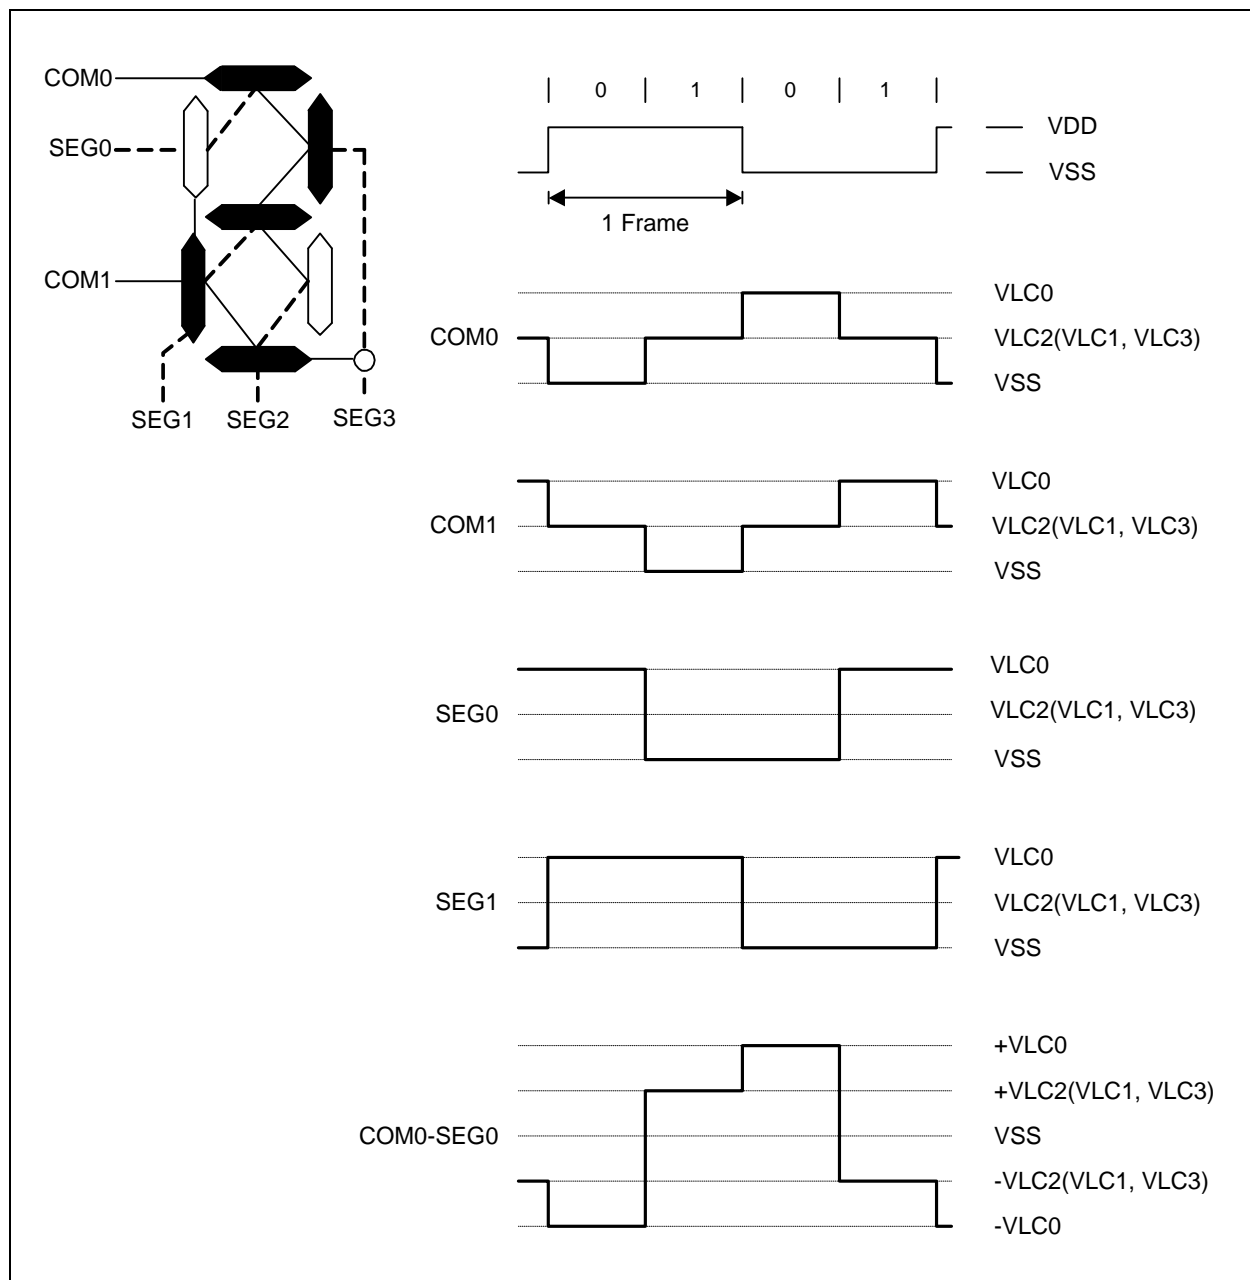 COM0
SEG0
COM1
SEG1 SEG2 SEG3
0 1 0 1
VDD
VSS
1 Frame
COM0
VLC0
VLC2(VLC1, VLC3)
VSS
COM1
VLC0
VLC2(VLC1, VLC3)
VSS
SEG0
VLC0
VLC2(VLC1, VLC3)
VSS
SEG1
VLC0
VLC2(VLC1, VLC3)
VSS
COM0-SEG0
+VLC0
+VLC2(VLC1, VLC3)
VSS
-VLC2(VLC1, VLC3)
-VLC0